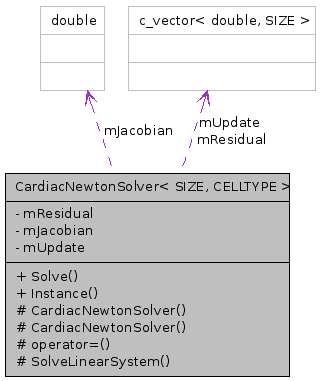 double
c_vector< double, SIZE >
mJacobian
mUpdate
mResidual
CardiacNewtonSolver< SIZE, CELLTYPE >
- mResidual
- mJacobian
- mUpdate
+ Solve()
+ Instance()
# CardiacNewtonSolver()
# CardiacNewtonSolver()
# operator=()
# SolveLinearSystem()